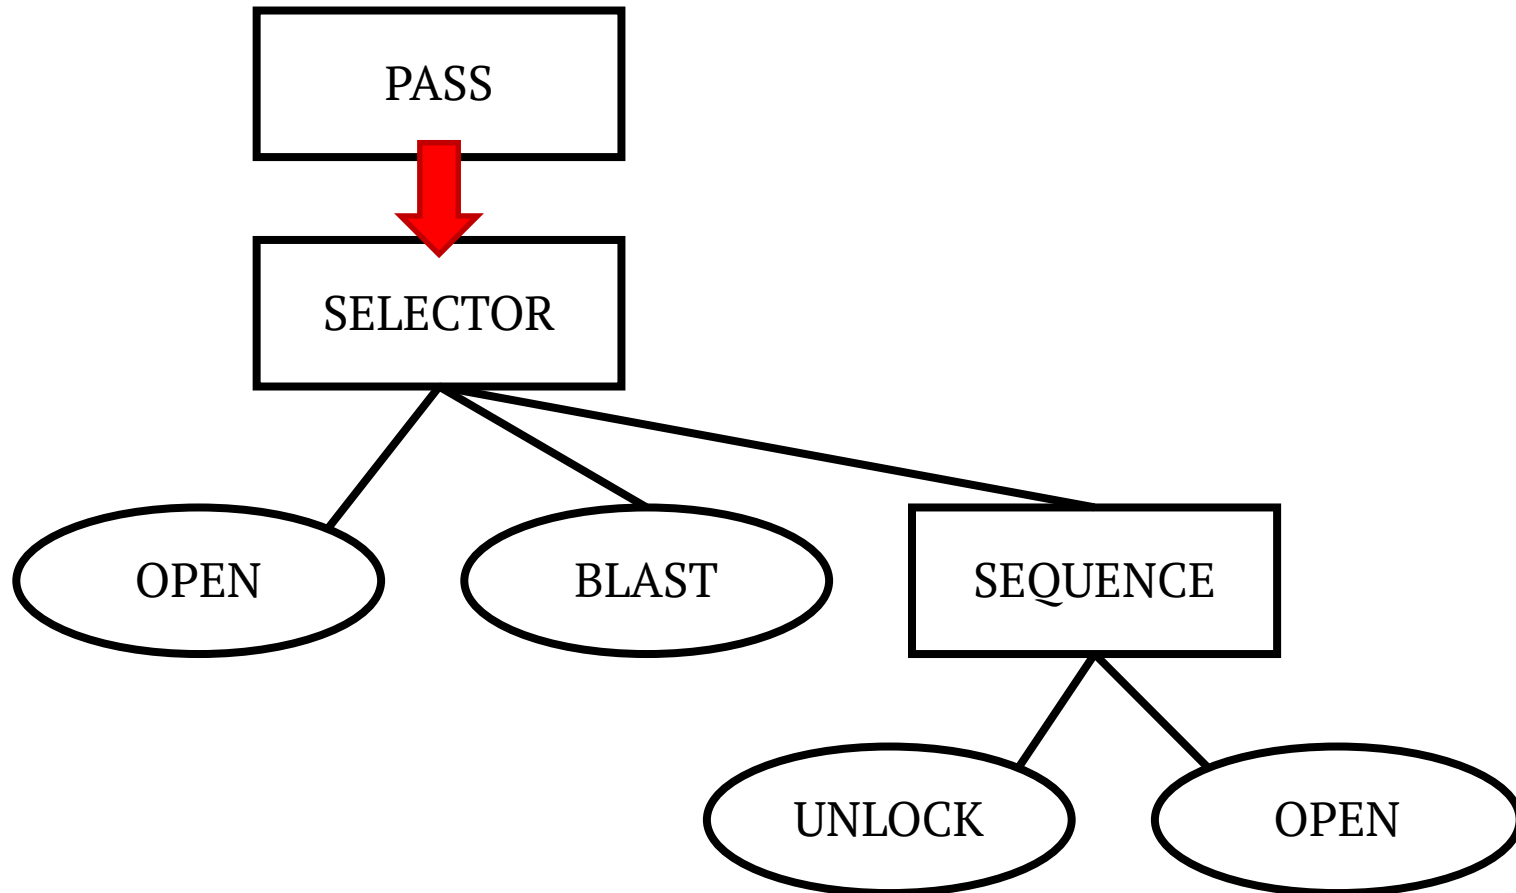 PASS
SELECTOR
OPEN
BLAST
SEQUENCE
UNLOCK
OPEN